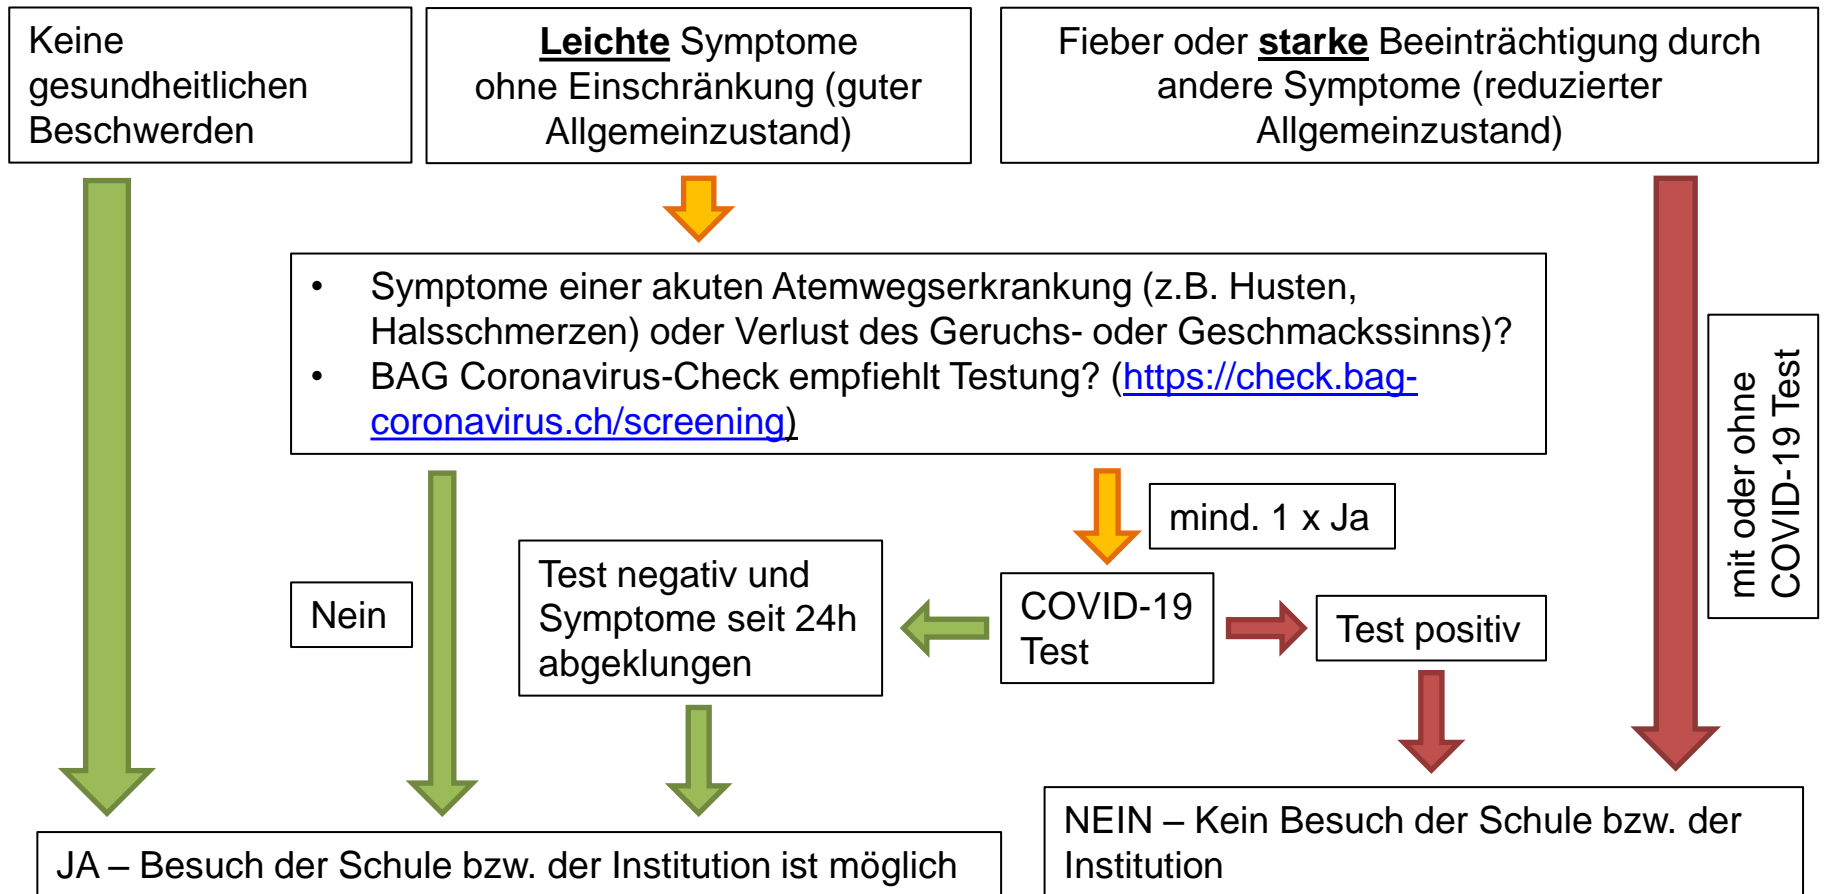 Keine
gesundheitlichen
Beschwerden
Leichte Symptome
ohne Einschränkung (guter
Allgemeinzustand)
Fieber oder starke Beeinträchtigung durch
andere Symptome (reduzierter
Allgemeinzustand)
• Symptome einer akuten Atemwegserkrankung (z.B. Husten,
Halsschmerzen) oder Verlust des Geruchs- oder Geschmackssinns)?
• BAG Coronavirus-Check empfiehlt Testung? (https://check.bag-
coronavirus.ch/screening)
mit oder ohne
COVID-19 Test
mind. 1 x Ja
Nein
Test negativ und
Symptome seit 24h
abgeklungen
COVID-19
Test
Test positiv
JA – Besuch der Schule bzw. der Institution ist möglich
NEIN – Kein Besuch der Schule bzw. der
Institution